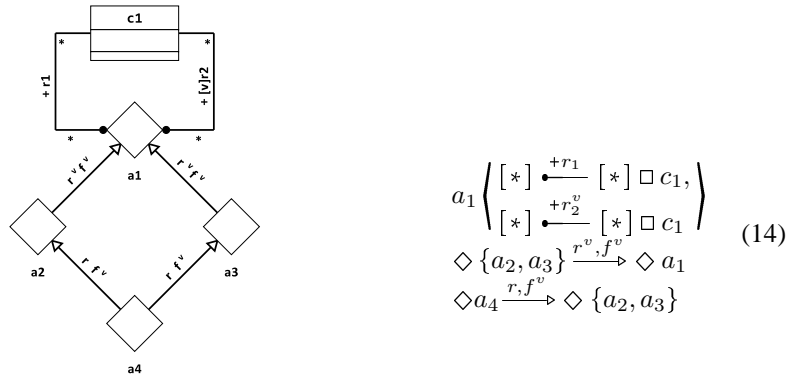 c1
* *
+ r1
+ [v]r2
* *
a1
r^v f^v
r^v f^v
a2
a3
r f^v
r f^v
a4
a₁ ⟨ [*] +r₁ [*] □ c₁,
[*] +r₂^v [*] □ c₁ ⟩
(14)
◇ {a₂, a₃} r^v, f^v ◇ a₁
◇ a₄ r, f^v ◇ {a₂, a₃}